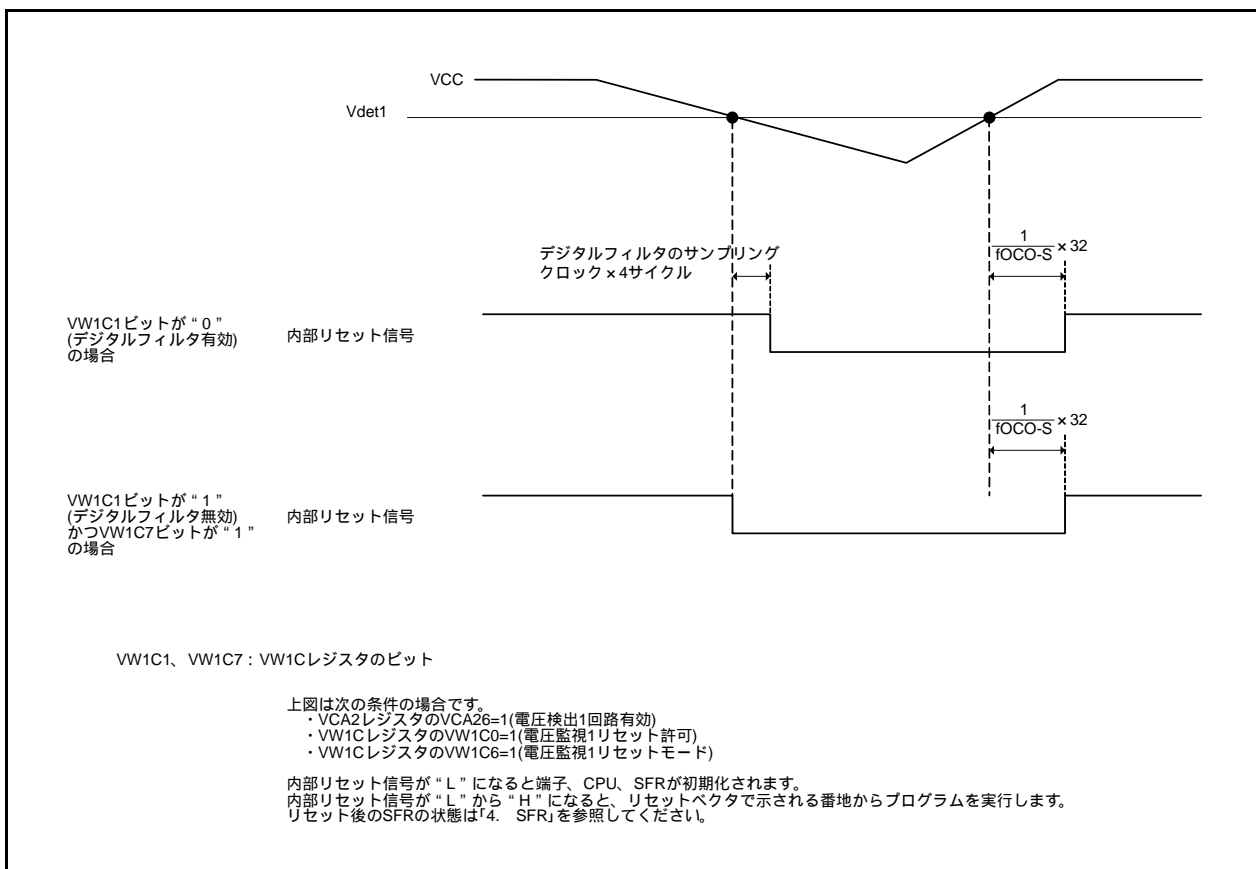 VCC
Vdet1
デジタルフィルタのサンプリング
クロック×4サイクル
1
fOCO-S
×32
VW1C1ビットが“0”
(デジタルフィルタ有効)
の場合
内部リセット信号
1
fOCO-S
×32
VW1C1ビットが“1”
(デジタルフィルタ無効)
かつVW1C7ビットが“1”
の場合
内部リセット信号
VW1C1、VW1C7:VW1Cレジスタのビット
上図は次の条件の場合です。
・VCA2レジスタのVCA26=1(電圧検出1回路有効)
・VW1CレジスタのVW1C0=1(電圧監視1リセット許可)
・VW1CレジスタのVW1C6=1(電圧監視1リセットモード)
内部リセット信号が“L”になると端子、CPU、SFRが初期化されます。
内部リセット信号が“L”から“H”になると、リセットベクタで示される番地からプログラムを実行します。
リセット後のSFRの状態は「4. SFR」を参照してください。